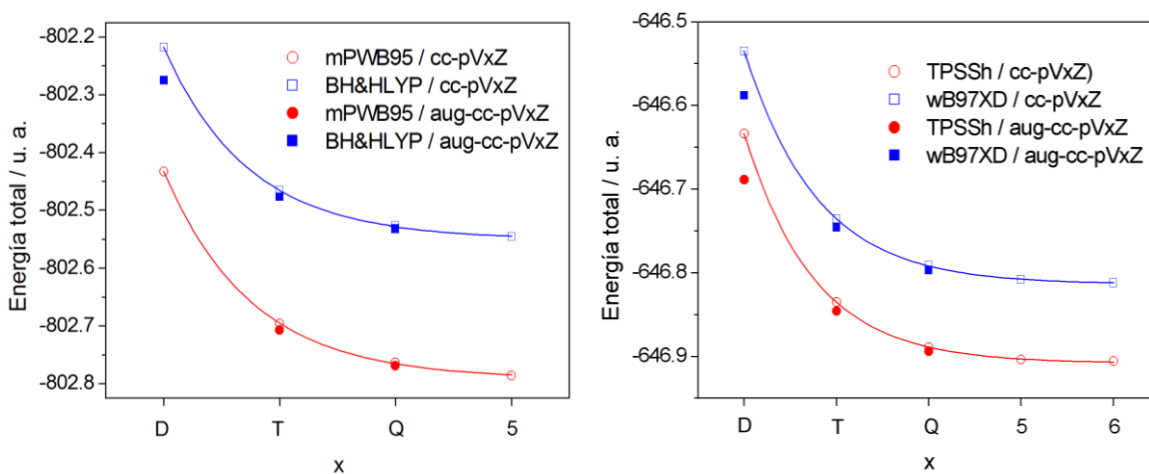 -802.2
-802.3
-802.4
-802.5
-802.6
-802.7
-802.8
Energía total / u. a.
mPWB95 / cc-pVxZ
BH&HLYP / cc-pVxZ
mPWB95 / aug-cc-pVxZ
BH&HLYP / aug-cc-pVxZ
D T Q 5
x
-646.5
-646.6
-646.7
-646.8
-646.9
Energía total / u. a.
TPSSh / cc-pVxZ)
wB97XD / cc-pVxZ
TPSSh / aug-cc-pVxZ
wB97XD / aug-cc-pVxZ
D T Q 5 6
x